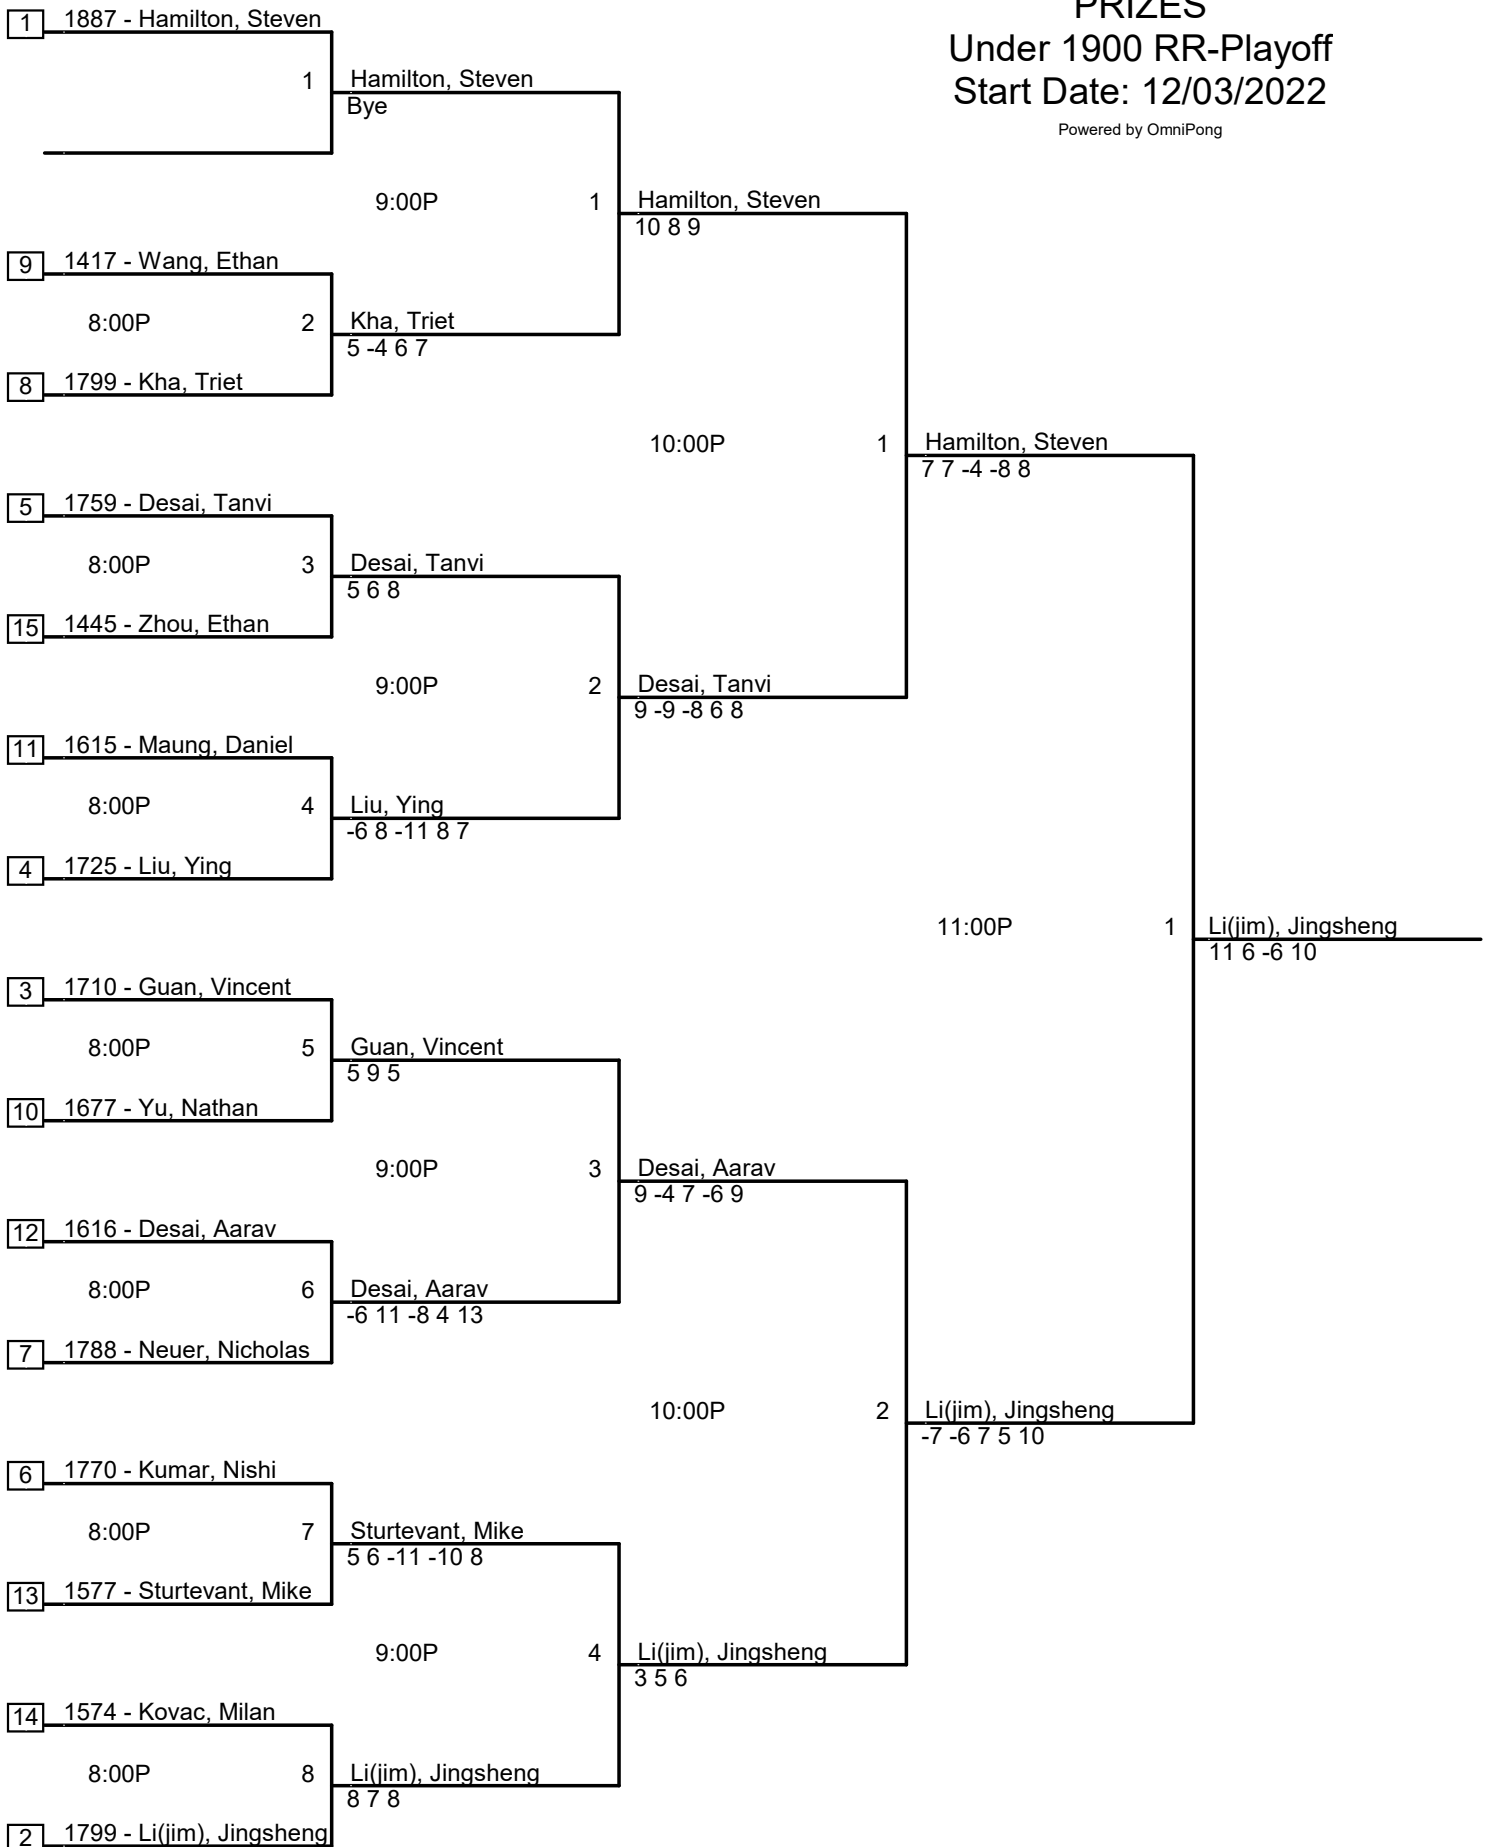 PRIZES
Under 1900 RR-Playoff
Start Date: 12/03/2022
Powered by OmniPong
1 1887 - Hamilton, Steven
1 Hamilton, Steven
Bye
9:00P 1 Hamilton, Steven
10 8 9
9 1417 - Wang, Ethan
8:00P 2 Kha, Triet
5 -4 6 7
8 1799 - Kha, Triet
10:00P 1 Hamilton, Steven
7 7 -4 -8 8
5 1759 - Desai, Tanvi
8:00P 3 Desai, Tanvi
5 6 8
15 1445 - Zhou, Ethan
9:00P 2 Desai, Tanvi
9 -9 -8 6 8
11 1615 - Maung, Daniel
8:00P 4 Liu, Ying
-6 8 -11 8 7
4 1725 - Liu, Ying
11:00P 1 Li(jim), Jingsheng
11 6 -6 10
3 1710 - Guan, Vincent
8:00P 5 Guan, Vincent
5 9 5
10 1677 - Yu, Nathan
9:00P 3 Desai, Aarav
9 -4 7 -6 9
12 1616 - Desai, Aarav
8:00P 6 Desai, Aarav
-6 11 -8 4 13
7 1788 - Neuer, Nicholas
10:00P 2 Li(jim), Jingsheng
-7 -6 7 5 10
6 1770 - Kumar, Nishi
8:00P 7 Sturtevant, Mike
5 6 -11 -10 8
13 1577 - Sturtevant, Mike
9:00P 4 Li(jim), Jingsheng
3 5 6
14 1574 - Kovac, Milan
8:00P 8 Li(jim), Jingsheng
8 7 8
2 1799 - Li(jim), Jingsheng